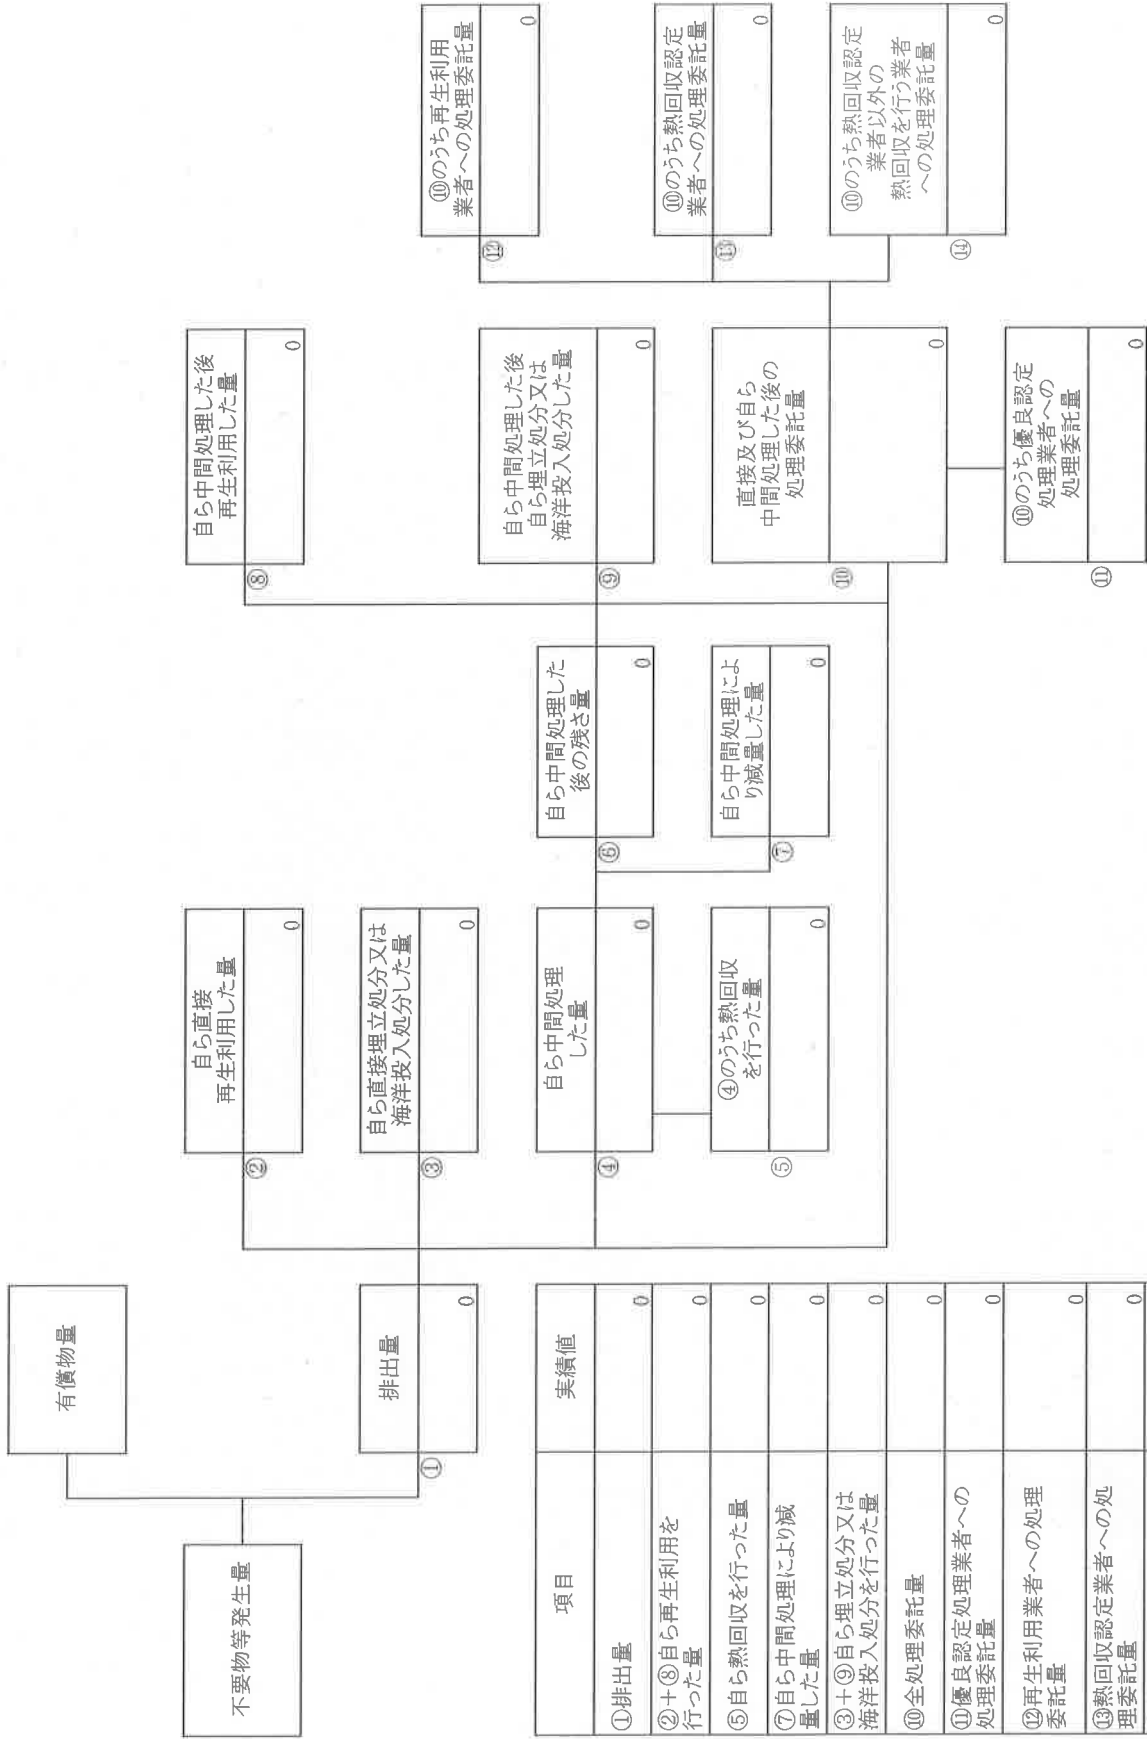 不要物等発生量
有償物量
排出量
①
0
自ら直接
再生利用した量
②
0
自ら直接埋立処分又は
海洋投入処分した量
③
0
自ら中間処理
した量
④
0
④のうち熱回収
を行った量
⑤
0
自ら中間処理した
後の残さ量
⑥
0
自ら中間処理によ
り減量した量
⑦
0
自ら中間処理した後
再生利用した量
⑧
0
自ら中間処理した後
自ら埋立処分又は
海洋投入処分した量
⑨
0
直接及び自ら
中間処理した後の
処理委託量
⑩
0
⑩のうち優良認定
処理業者への
処理委託量
⑪
0
⑩のうち再生利用
業者への処理委託量
⑫
0
⑩のうち熱回収認定
業者への処理委託量
⑬
0
⑩のうち熱回収認定
業者以外の
熱回収を行う業者
への処理委託量
⑭
0
項目 実績値
①排出量 0
②+⑧自ら再生利用を
行った量 0
⑤自ら熱回収を行った量 0
⑦自ら中間処理により減
量した量 0
③+⑨自ら埋立処分又は
海洋投入処分を行った量 0
⑩全処理委託量 0
⑪優良認定処理業者への
処理委託量 0
⑫再生利用業者への処理
委託量 0
⑬熱回収認定業者への処
理委託量 0